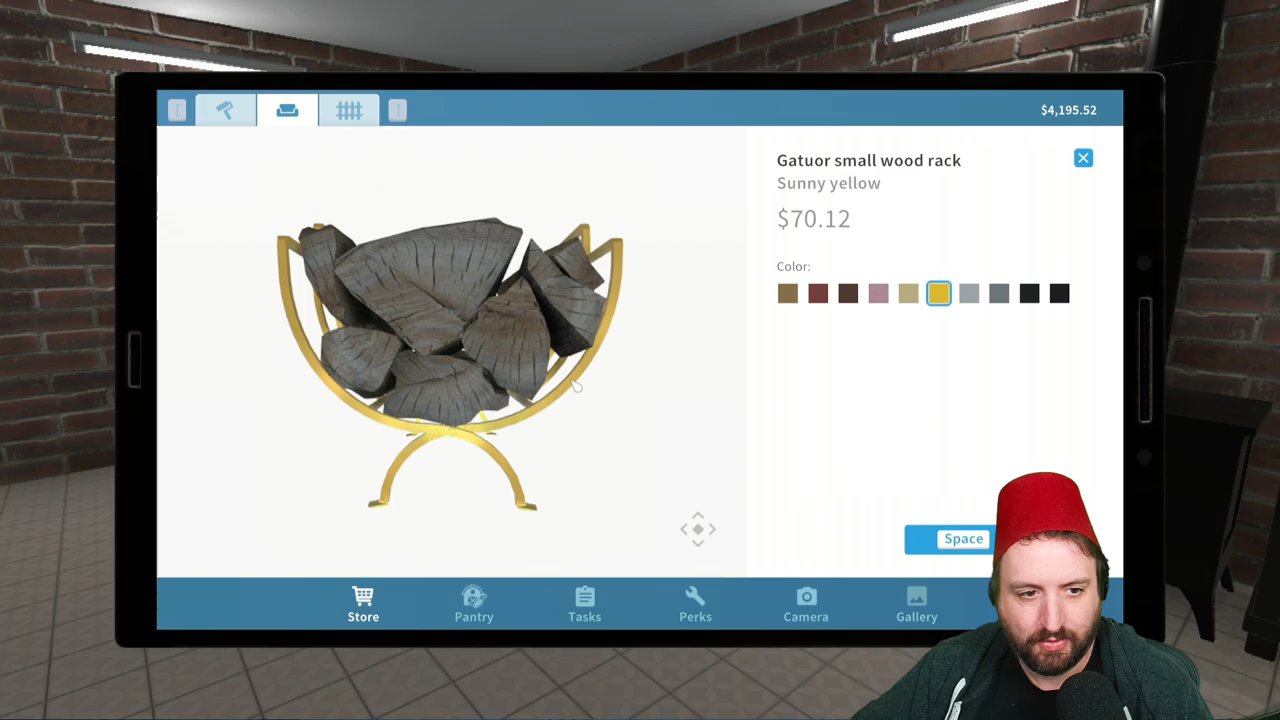 $4,195.52
Gatuor small wood rack
Sunny yellow
$70.12
Color:
Space
Store
Pantry
Tasks
Perks
Camera
Gallery